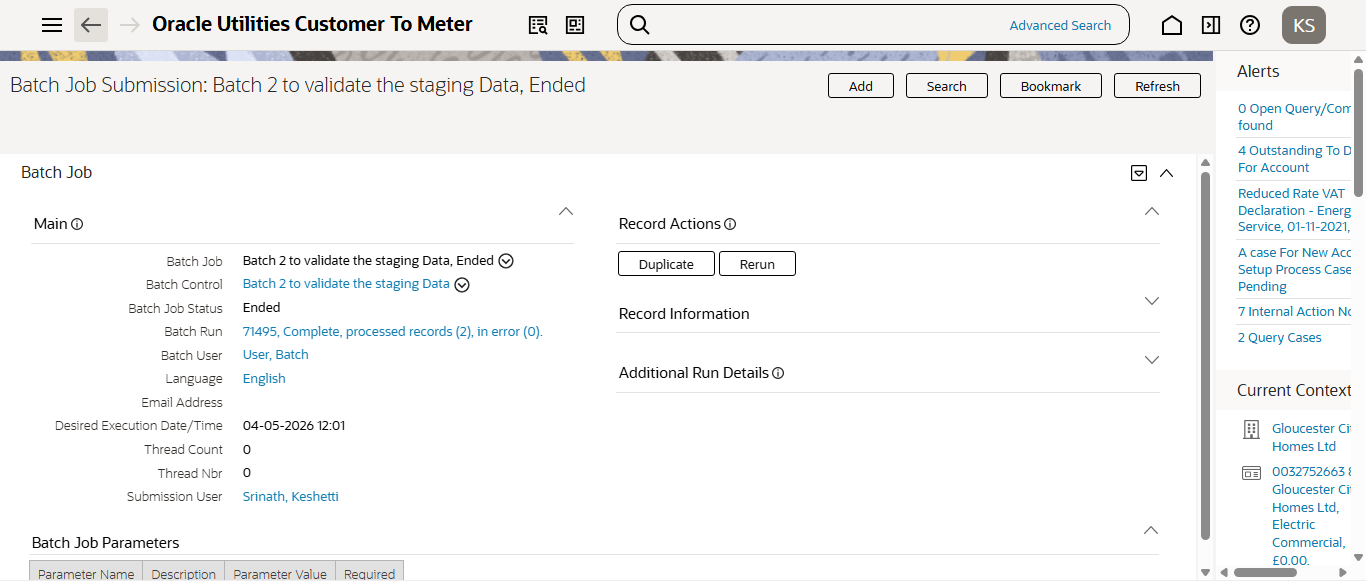 Oracle Utilities Customer To Meter
Advanced Search
KS
Batch Job Submission: Batch 2 to validate the staging Data, Ended
Add Search Bookmark Refresh
Batch Job
Main
Batch Job Batch 2 to validate the staging Data, Ended
Batch Control Batch 2 to validate the staging Data
Batch Job Status Ended
Batch Run 71495, Complete, processed records (2), in error (0).
Batch User User, Batch
Language English
Email Address
Desired Execution Date/Time 04-05-2026 12:01
Thread Count 0
Thread Nbr 0
Submission User Srinath, Keshetti
Record Actions
Duplicate Rerun
Record Information
Additional Run Details
Batch Job Parameters
Parameter Name Description Parameter Value Required
Alerts
0 Open Query/Com
found
4 Outstanding To D
For Account
Reduced Rate VAT
Declaration - Energ
Service, 01-11-2021,
A case For New Acc
Setup Process Case
Pending
7 Internal Action No
2 Query Cases
Current Context
Gloucester Cit
Homes Ltd
0032752663 8
Gloucester Cit
Homes Ltd,
Electric
Commercial,
£0.00,